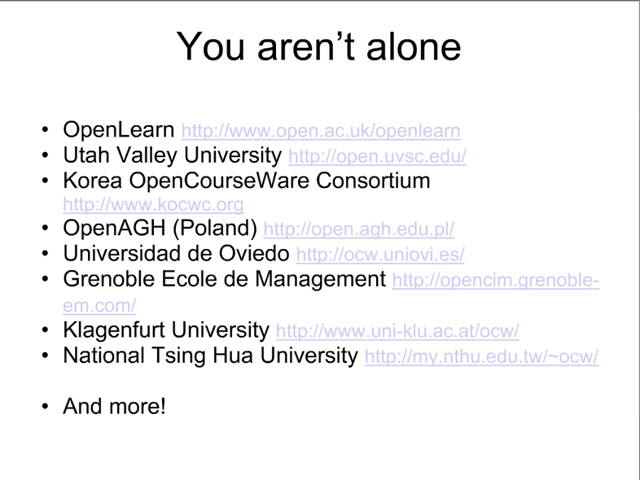 You aren't alone
• OpenLearn http://www.open.ac.uk/openlearn
• Utah Valley University http://open.uvsc.edu/
• Korea OpenCourseWare Consortium
http://www.kocwc.org
• OpenAGH (Poland) http://open.agh.edu.pl/
• Universidad de Oviedo http://ocw.uniovi.es/
• Grenoble Ecole de Management http://opencim.grenoble-
em.com/
• Klagenfurt University http://www.uni-klu.ac.at/ocw/
• National Tsing Hua University http://my.nthu.edu.tw/~ocw/
• And more!